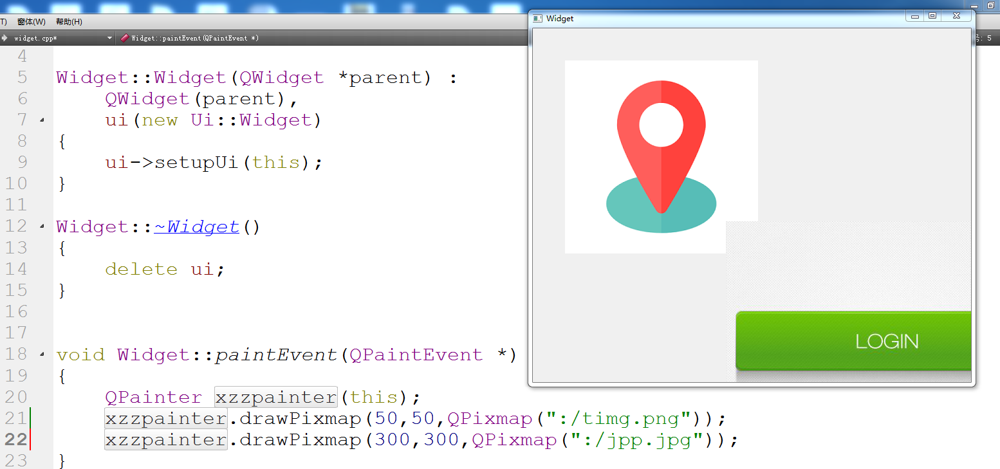 T) 窗体(W) 帮助(H)
widget.cpp* Widget::paintEvent(QPaintEvent *)
号: 5
4
5 Widget::Widget(QWidget *parent) :
6 QWidget(parent),
7 ui(new Ui::Widget)
8 {
9 ui->setupUi(this);
10 }
11
12 Widget::~Widget()
13 {
14 delete ui;
15 }
16
17
18 void Widget::paintEvent(QPaintEvent *)
19 {
20 QPainter xzzpainter(this);
21 xzzpainter.drawPixmap(50,50,QPixmap(":/timg.png"));
22 xzzpainter.drawPixmap(300,300,QPixmap(":/jpp.jpg"));
23 }
Widget
LOGIN